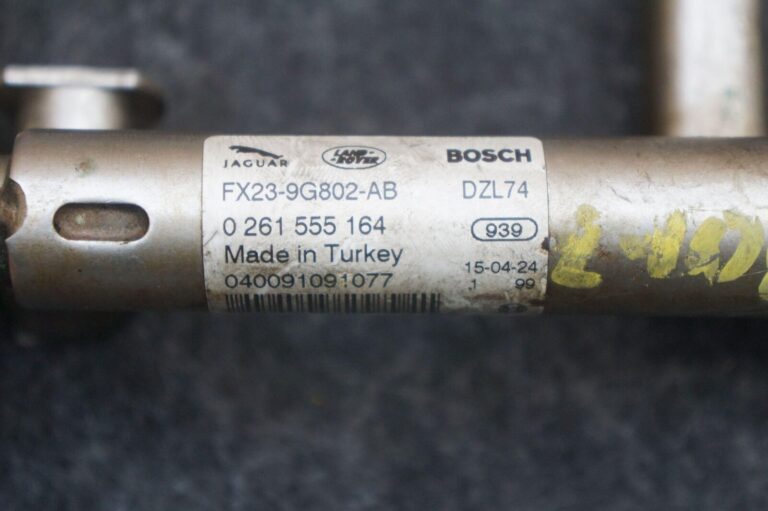 JAGUAR LAND-ROVER BOSCH
FX23-9G802-AB DZL74
0 261 555 164 939
Made in Turkey 15-04-24
040091091077 1 99